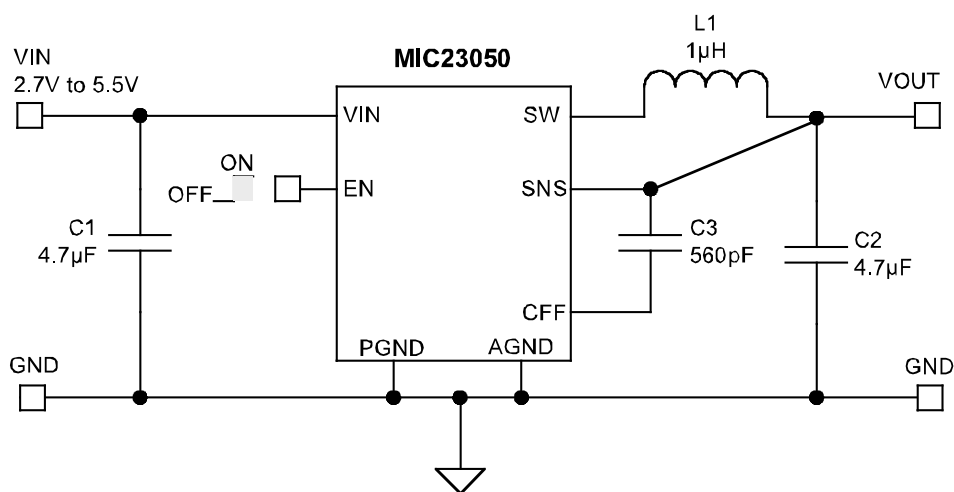 L1
1µH
MIC23050
VIN
2.7V to 5.5V
VOUT
VIN
SW
ON
OFF
EN
SNS
C1
4.7µF
C3
560pF
C2
4.7µF
CFF
PGND
AGND
GND
GND